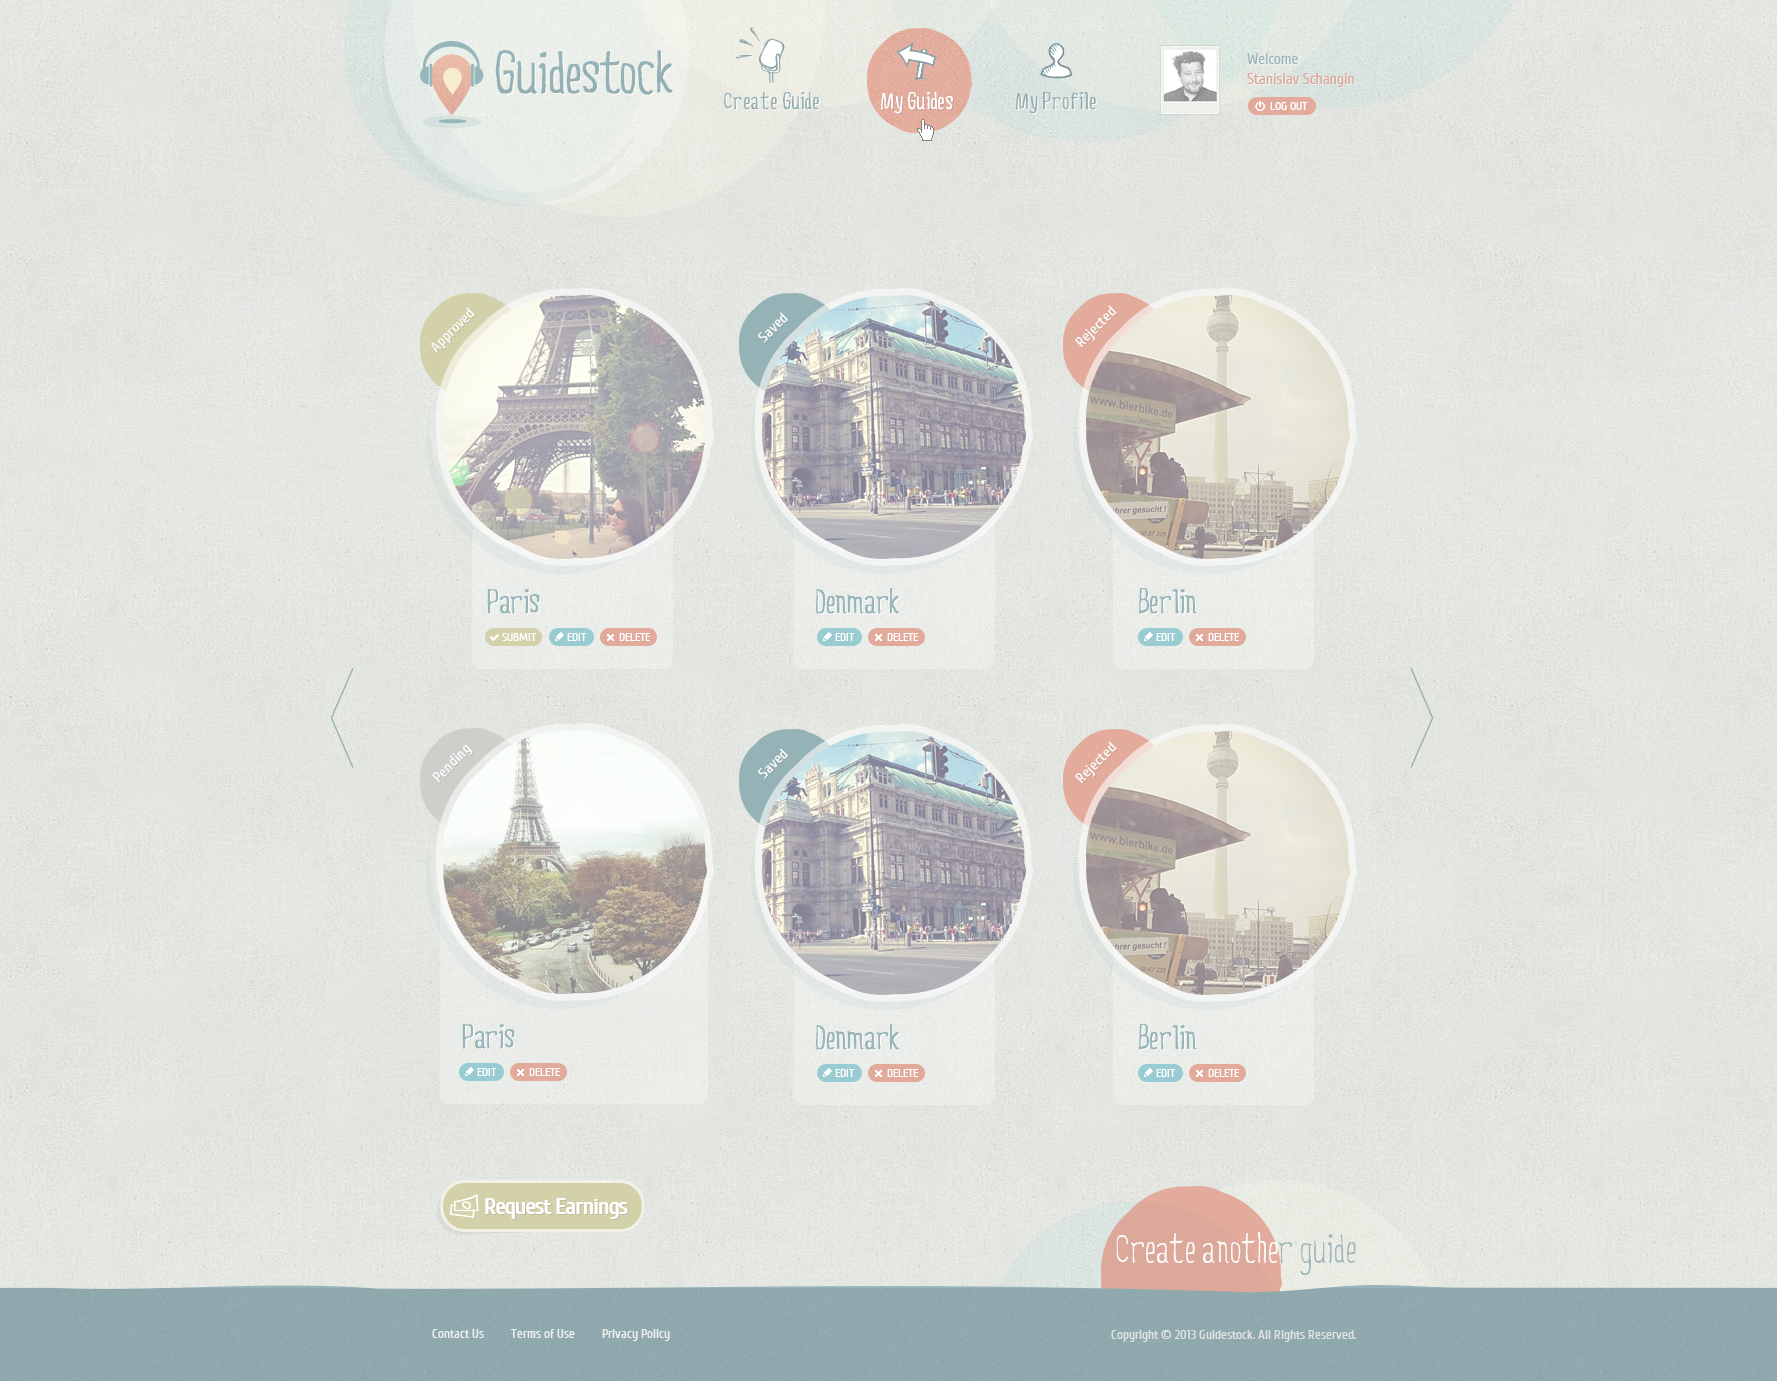 Guidestock
Create Guide
My Guides
My Profile
Welcome
Stanislav Schangin
LOG OUT
Approved
Saved
Rejected
www.bierbike.de
hrer gesucht !
Paris
Denmark
Berlin
SUBMIT
EDIT
DELETE
EDIT
DELETE
EDIT
DELETE
Pending
Saved
Rejected
www.bierbike.de
hrer gesucht !
Paris
Denmark
Berlin
EDIT
DELETE
EDIT
DELETE
EDIT
DELETE
Request Earnings
Create another guide
Contact Us
Terms of Use
Privacy Policy
Copyright © 2013 Guidestock. All Rights Reserved.